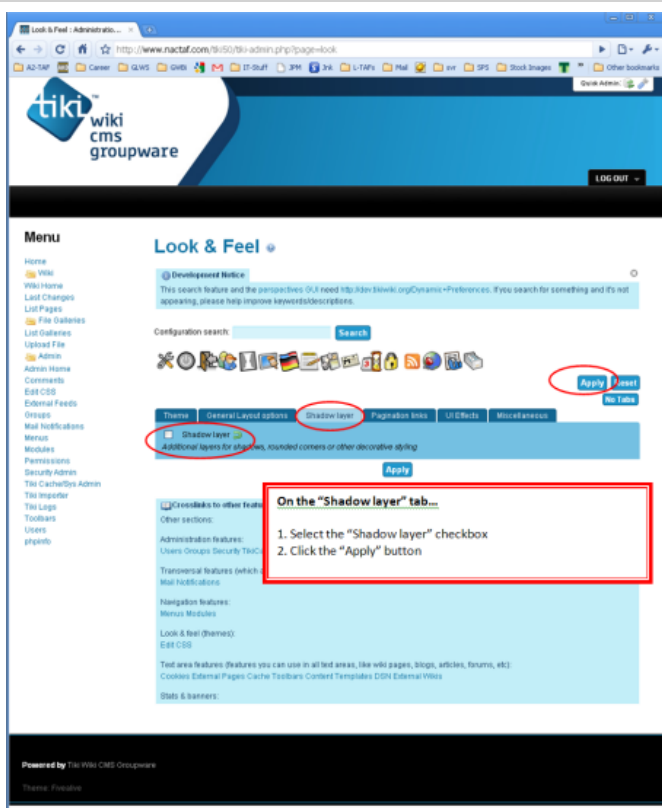 Look & Feel : Administratio...
http://www.nactaf.com/tiki50/tiki-admin.php?page=look
A2-TAF Career GLWS GWBI IT-Stuff JPM Jnk L-TAFs Mail svr SPS Stock Images Other bookmarks
Quick Admin:
tiki™
wiki
cms
groupware
LOG OUT
Menu
Home
Wiki
Wiki Home
Last Changes
List Pages
File Galleries
List Galleries
Upload File
Admin
Admin Home
Comments
Edit CSS
External Feeds
Groups
Mail Notifications
Menus
Modules
Permissions
Security Admin
Tiki Cache/Sys Admin
Tiki Importer
Tiki Logs
Toolbars
Users
phpinfo
Look & Feel
Development Notice
This search feature and the perspectives GUI need http://dev.tikiwiki.org/Dynamic+Preferences. If you search for something and it's not
appearing, please help improve keywords/descriptions.
Configuration search: Search
Apply Reset
No Tabs
Theme General Layout options Shadow layer Pagination links UI Effects Miscellaneous
Shadow layer
Additional layers for shadows, rounded corners or other decorative styling
Apply
On the “Shadow layer” tab...
1. Select the “Shadow layer” checkbox
2. Click the “Apply” button
Crosslinks to other featu
Other sections:
Administration features:
Users Groups Security TikiCa
Transversal features (which a
Mail Notifications
Navigation features:
Menus Modules
Look & feel (themes):
Edit CSS
Text area features (features you can use in all text areas, like wiki pages, blogs, articles, forums, etc):
Cookies External Pages Cache Toolbars Content Templates DSN External Wikis
Stats & banners:
Powered by Tiki Wiki CMS Groupware
Theme: Fivealive